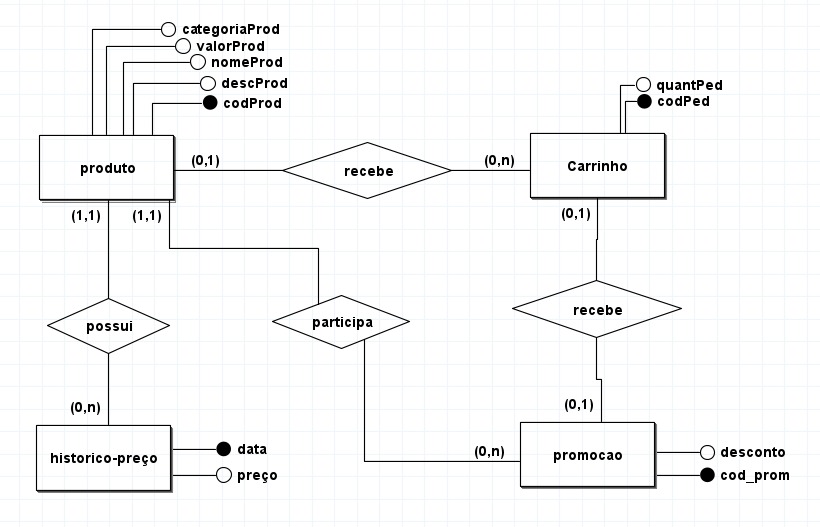 categoriaProd
valorProd
nomeProd
descProd
codProd
quantPed
codPed
produto
(0,1)
recebe
(0,n)
Carrinho
(1,1)
(1,1)
(0,1)
possui
participa
recebe
(0,n)
(0,1)
historico-preço
data
preço
(0,n)
promocao
desconto
cod_prom